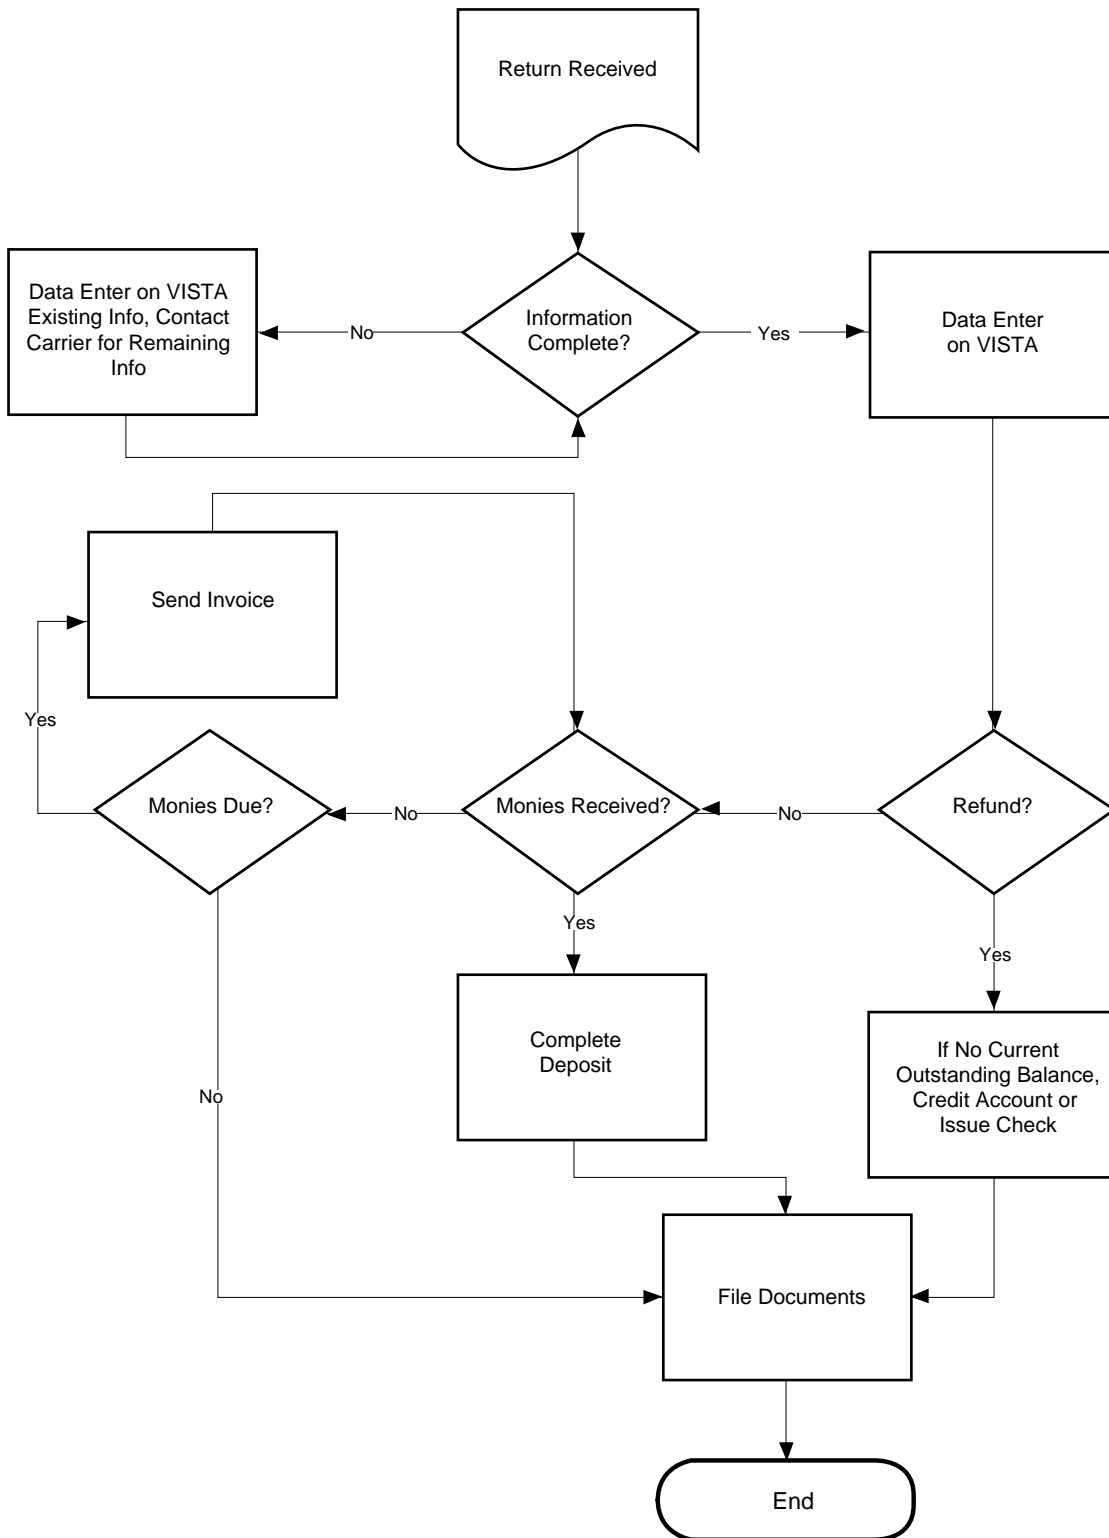 Return Received
Data Enter on VISTA
Existing Info, Contact
Carrier for Remaining
Info
No
Information
Complete?
Yes
Data Enter
on VISTA
Send Invoice
Yes
Monies Due?
No
Monies Received?
No
Refund?
Yes
Yes
No
Complete
Deposit
If No Current
Outstanding Balance,
Credit Account or
Issue Check
File Documents
End